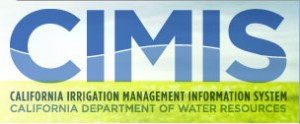 CIMIS
CALIFORNIA IRRIGATION MANAGEMENT INFORMATION SYSTEM
CALIFORNIA DEPARTMENT OF WATER RESOURCES